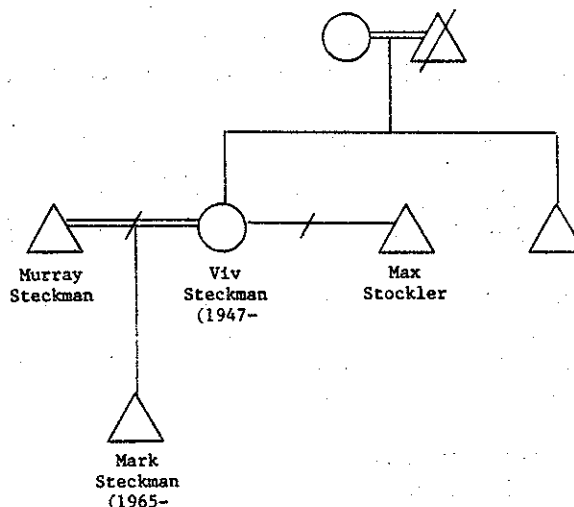 Murray
Steckman
Viv
Steckman
(1947-
Max
Stockler
Mark
Steckman
(1965-